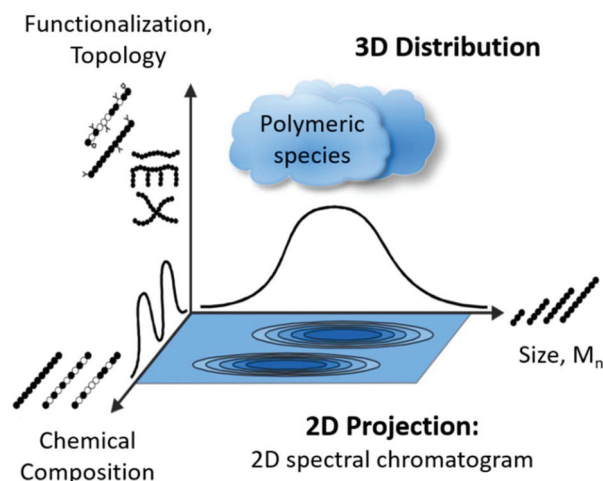 Functionalization,
Topology
3D Distribution
Polymeric
species
Size, Mn
Chemical
Composition
2D Projection:
2D spectral chromatogram